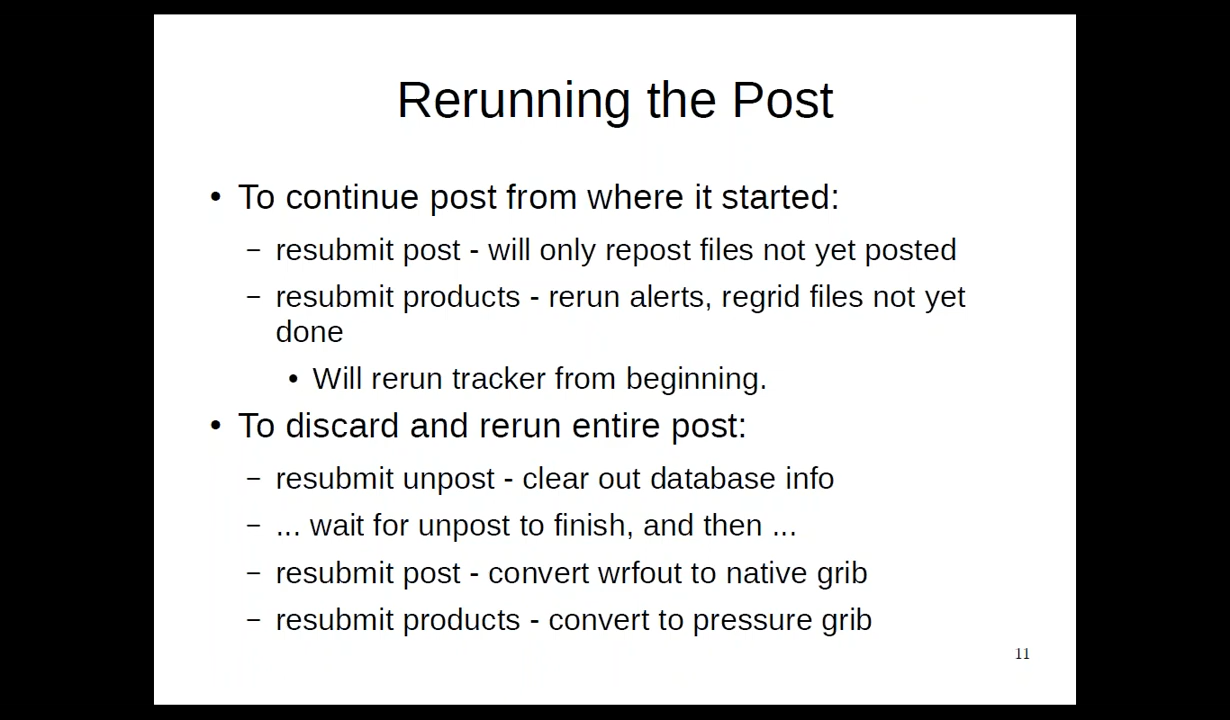 Rerunning the Post
• To continue post from where it started:
– resubmit post - will only repost files not yet posted
– resubmit products - rerun alerts, regrid files not yet
done
• Will rerun tracker from beginning.
• To discard and rerun entire post:
– resubmit unpost - clear out database info
– ... wait for unpost to finish, and then ...
– resubmit post - convert wrfout to native grib
– resubmit products - convert to pressure grib
11